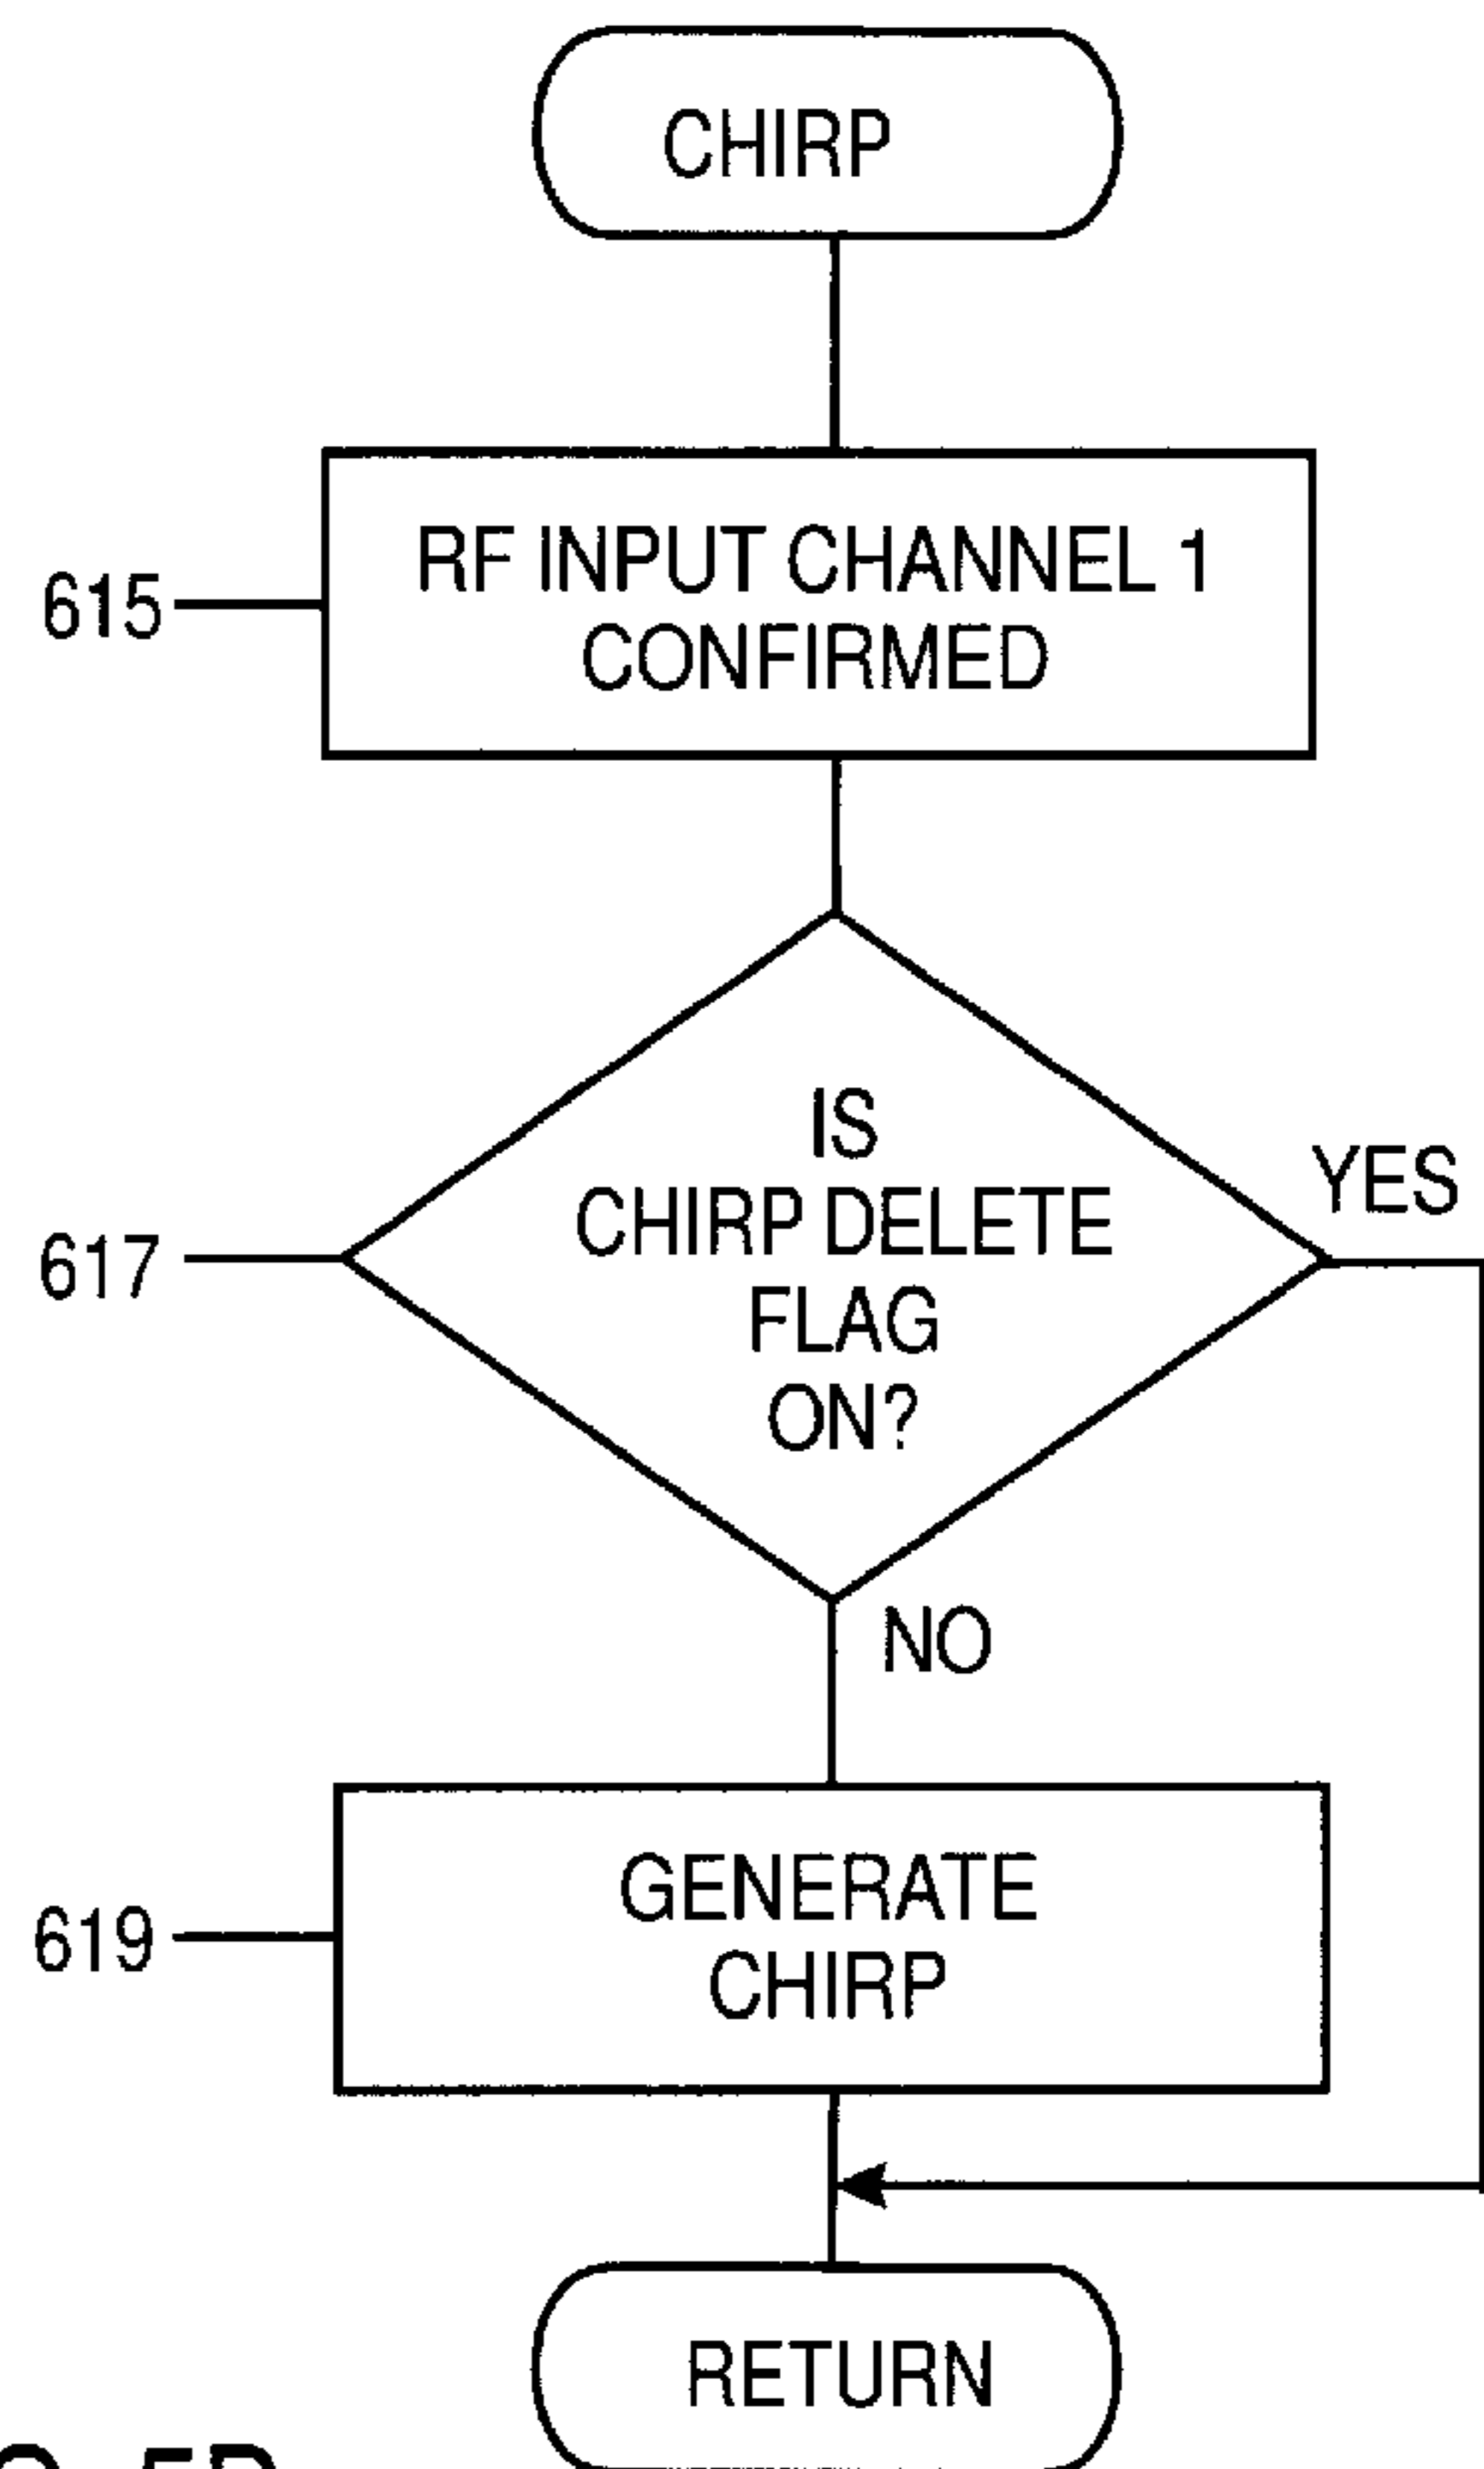 CHIRP
615
RF INPUT CHANNEL 1
CONFIRMED
617
IS
CHIRP DELETE
FLAG
ON?
YES
NO
619
GENERATE
CHIRP
RETURN